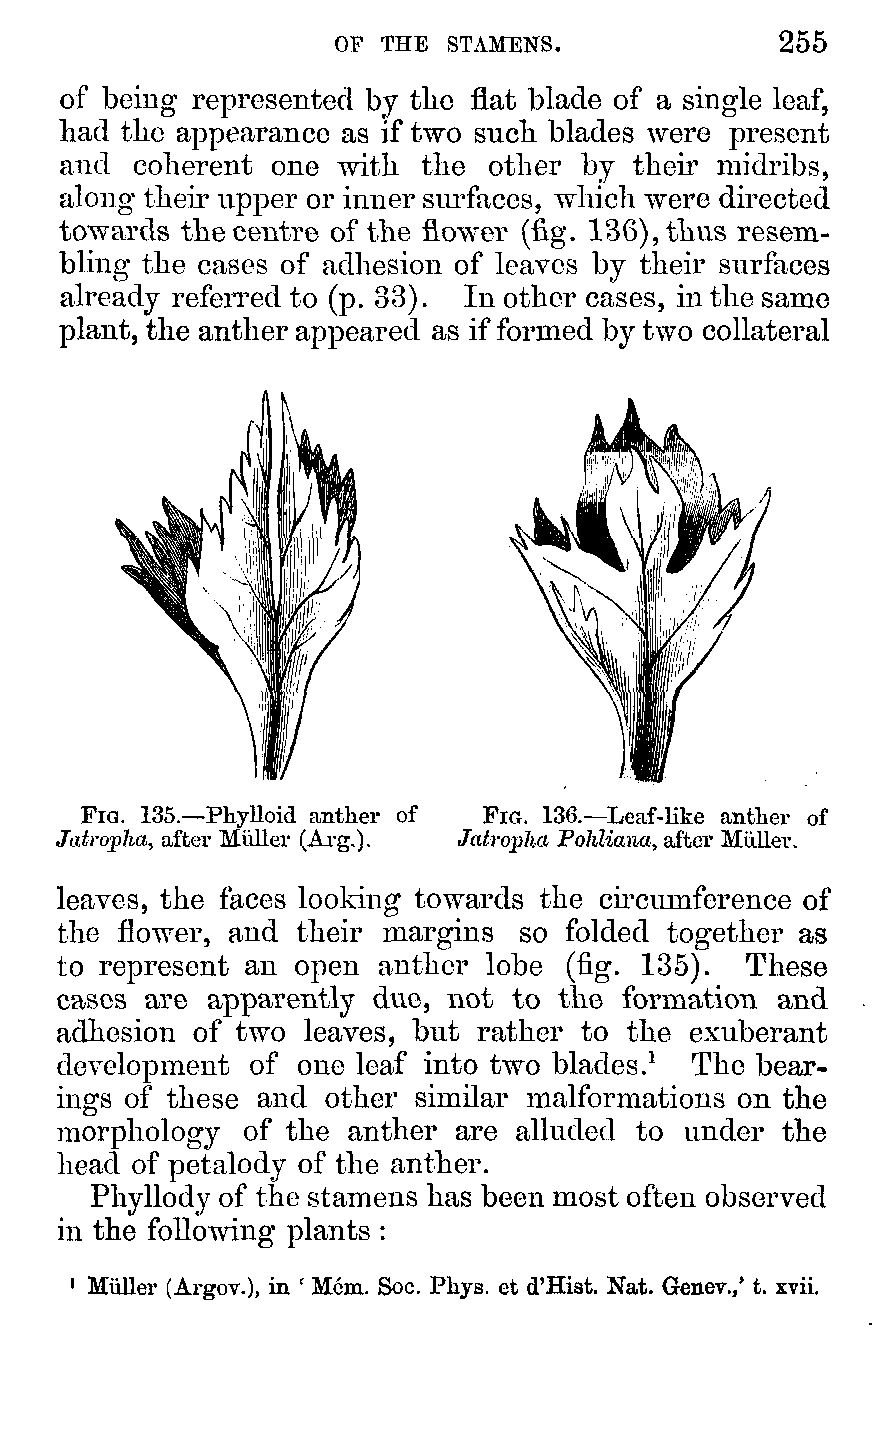 OF THE STAMENS. 255
of being represented by the flat blade of a single leaf,
had the appearance as if two such blades were present
and coherent one with the other by their midribs,
along their upper or inner surfaces, which were directed
towards the centre of the flower (fig. 136), thus resem-
bling the cases of adhesion of leaves by their surfaces
already referred to (p. 33). In other cases, in the same
plant, the anther appeared as if formed by two collateral
FIG. 135.—Phylloid anther of
Jatropha, after Müller (Arg.).
FIG. 136.—Leaf-like anther of
Jatropha Pohliana, after Müller.
leaves, the faces looking towards the circumference of
the flower, and their margins so folded together as
to represent an open anther lobe (fig. 135). These
cases are apparently due, not to the formation and
adhesion of two leaves, but rather to the exuberant
development of one leaf into two blades.¹ The bear-
ings of these and other similar malformations on the
morphology of the anther are alluded to under the
head of petalody of the anther.
Phyllody of the stamens has been most often observed
in the following plants :
¹ Müller (Argov.), in ‘ Mém. Soc. Phys. et d'Hist. Nat. Genev.,’ t. xvii.